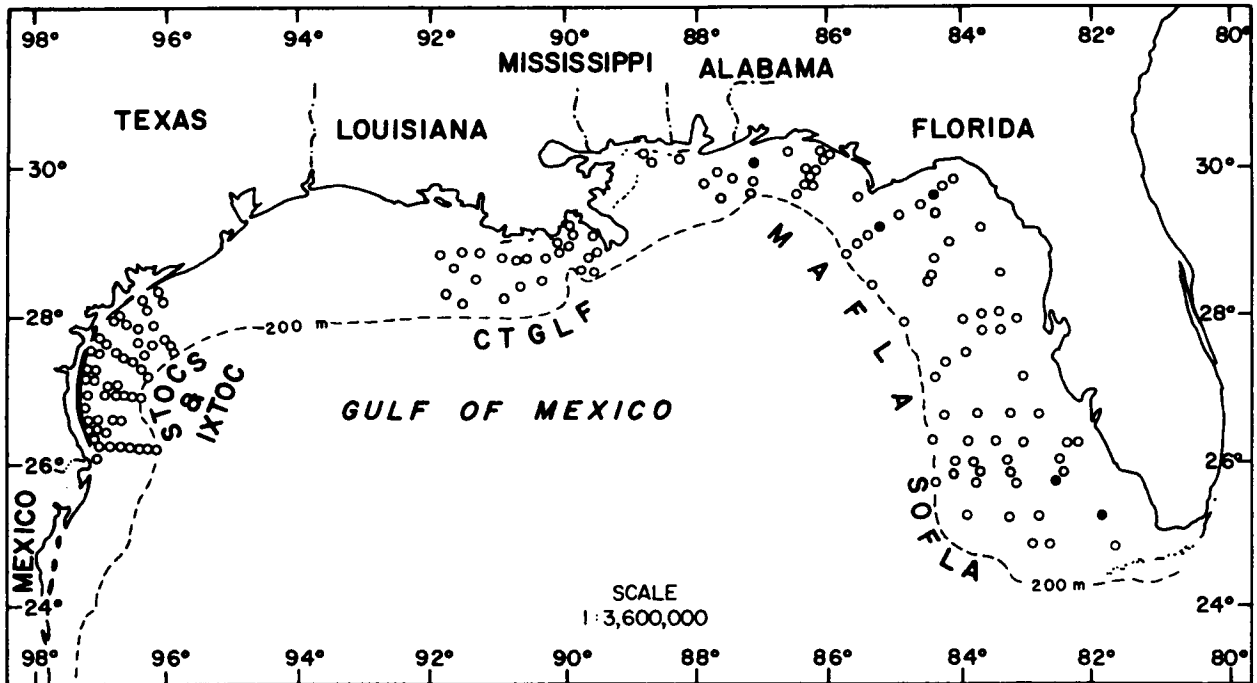 98° 96° 94° 92° 90° 88° 86° 84° 82° 80°
MISSISSIPPI ALABAMA
TEXAS LOUISIANA FLORIDA
30° 30°
28° 200 m CTGLF MAFLA 28°
STOCS & IXTOC
GULF OF MEXICO
26° 26°
SOFLA
MEXICO
200 m
24° 24°
SCALE
1:3,600,000
98° 96° 94° 92° 90° 88° 86° 84° 82° 80°